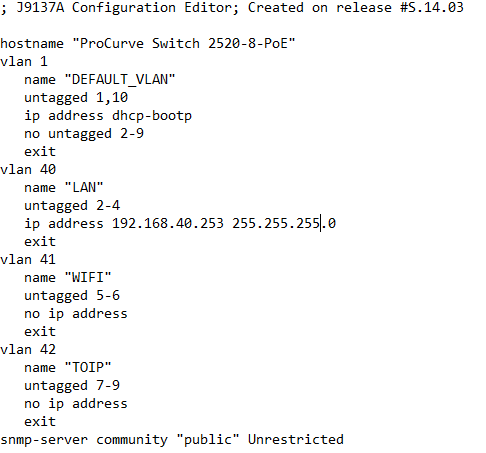 ; J9137A Configuration Editor; Created on release #S.14.03
hostname "ProCurve Switch 2520-8-PoE"
vlan 1
name "DEFAULT_VLAN"
untagged 1,10
ip address dhcp-bootp
no untagged 2-9
exit
vlan 40
name "LAN"
untagged 2-4
ip address 192.168.40.253 255.255.255.0
exit
vlan 41
name "WIFI"
untagged 5-6
no ip address
exit
vlan 42
name "TOIP"
untagged 7-9
no ip address
exit
snmp-server community "public" Unrestricted